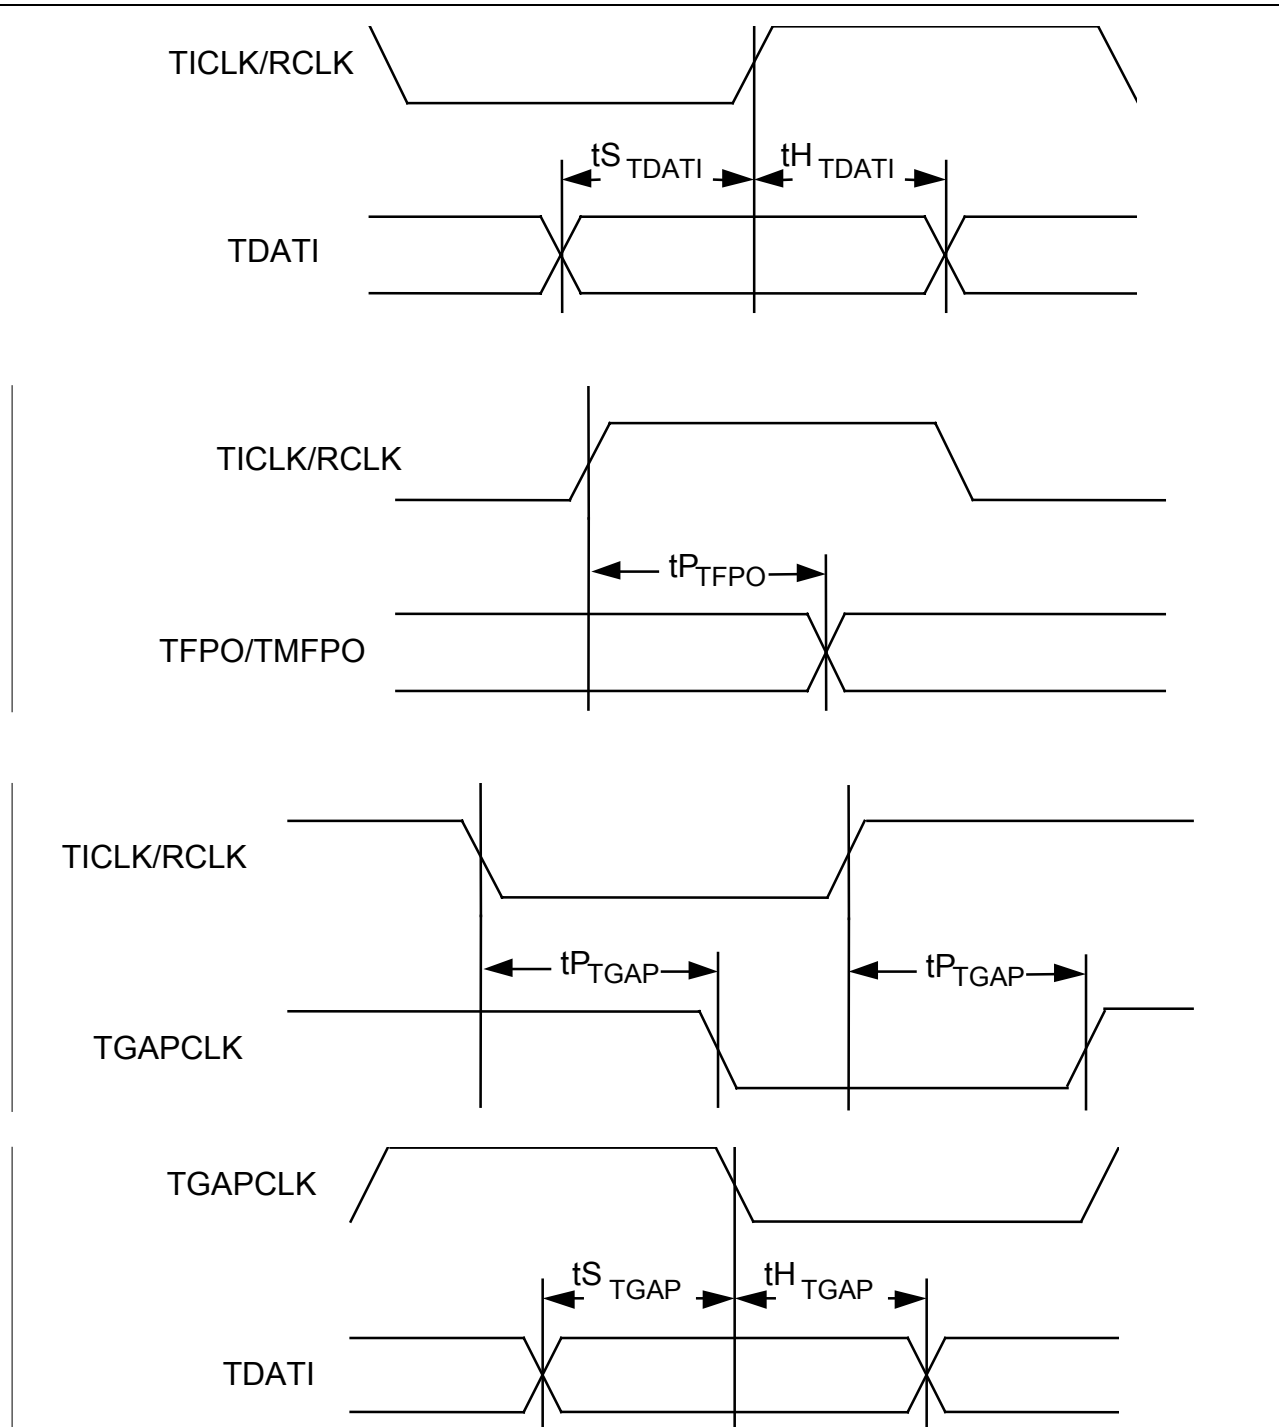 TICLK/RCLK
tS TDATI tH TDATI
TDATI
TICLK/RCLK
tPTFPO
TFPO/TMFPO
TICLK/RCLK
tPTGAP tPTGAP
TGAPCLK
TGAPCLK
tS TGAP tH TGAP
TDATI